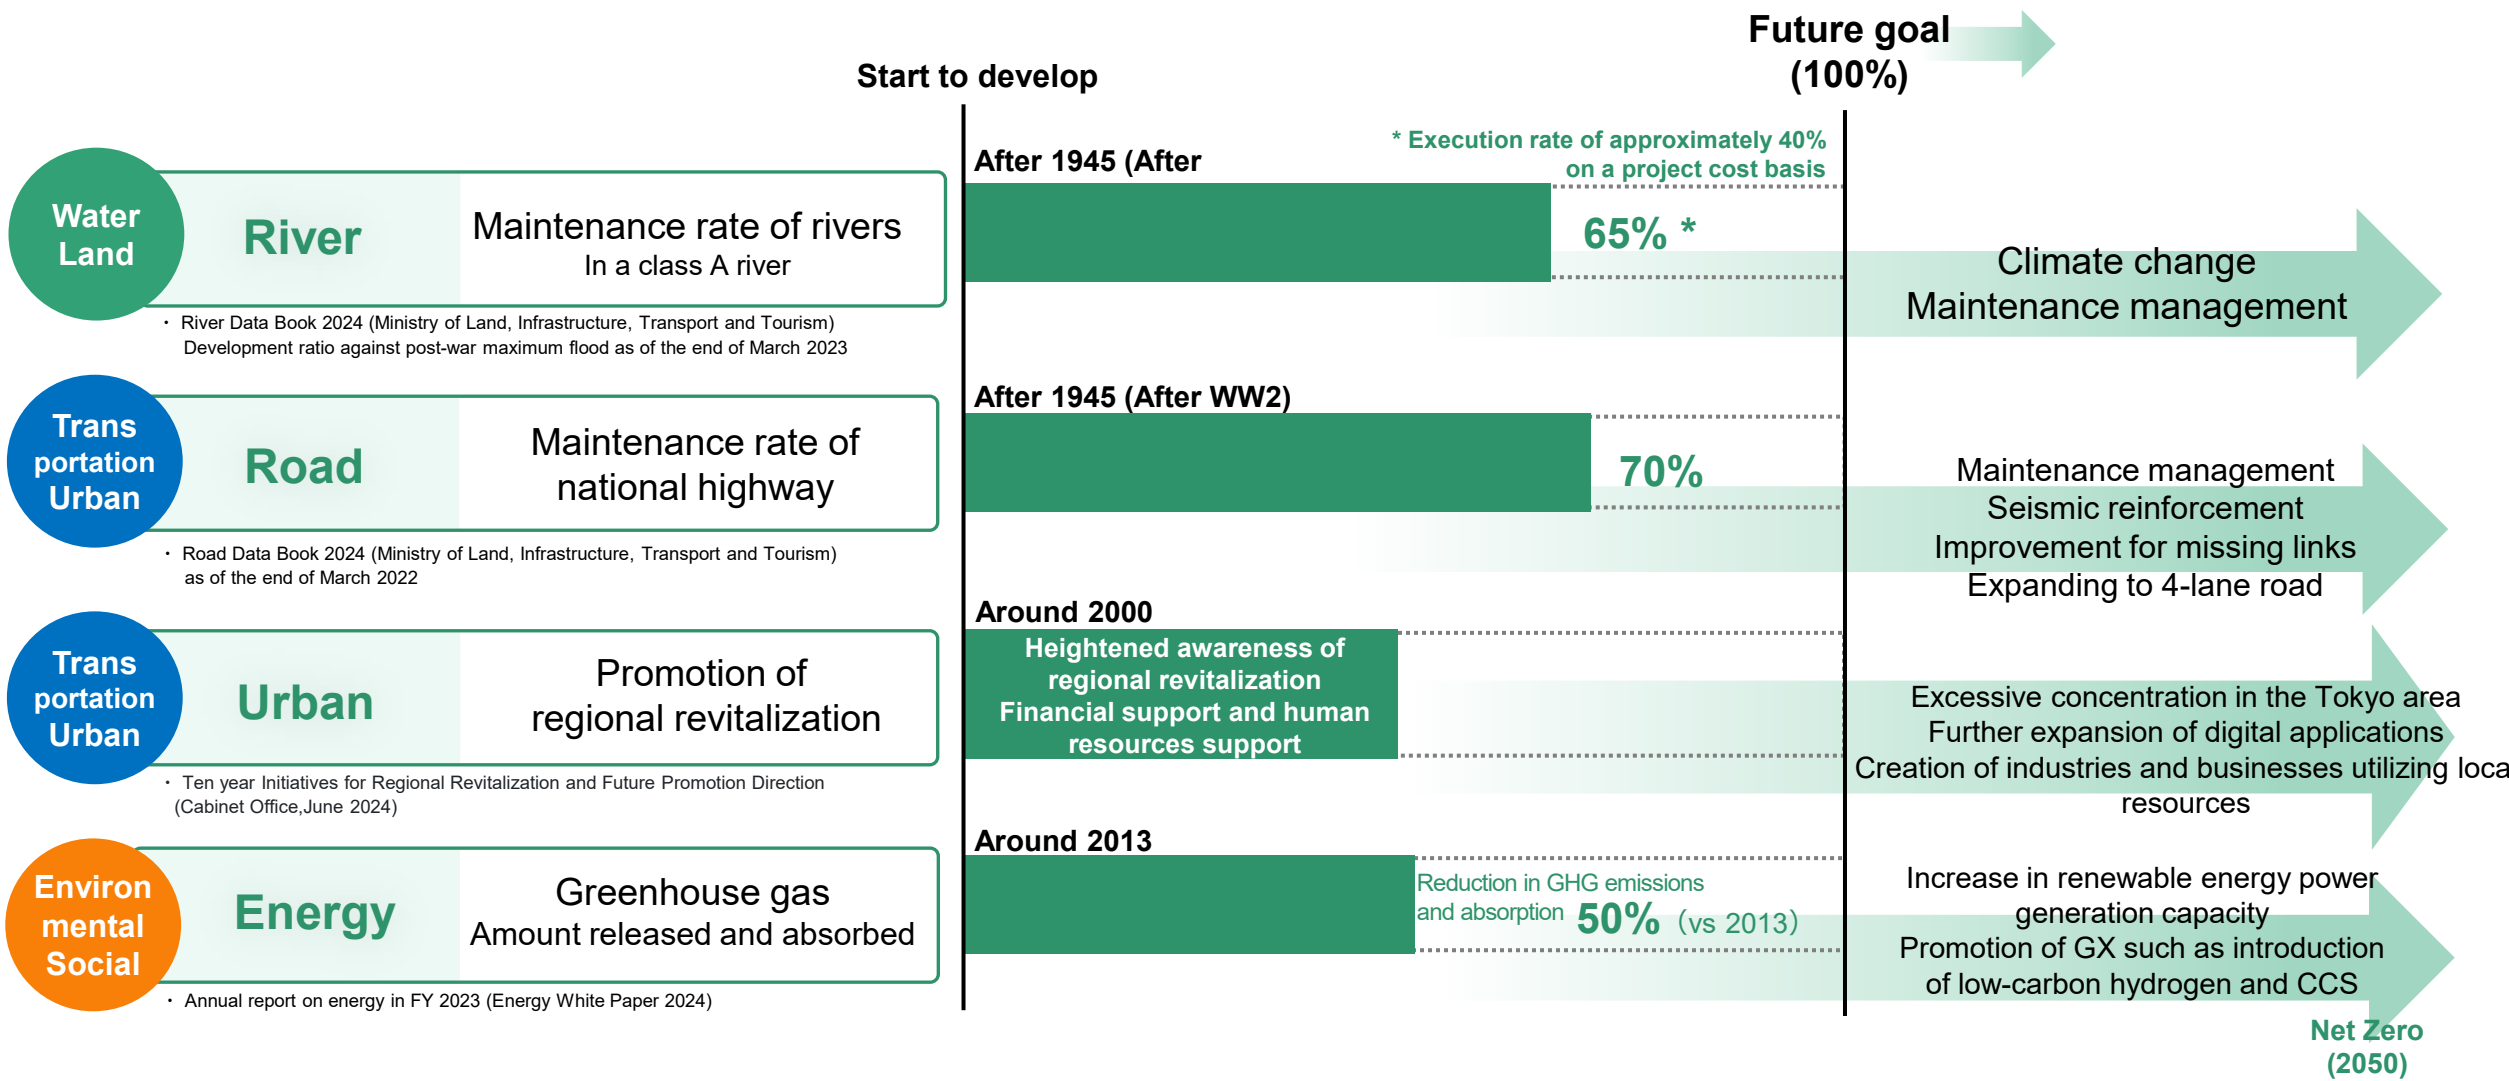 Future goal
(100%)
Start to develop
Water
Land
River
Maintenance rate of rivers
In a class A river
・ River Data Book 2024 (Ministry of Land, Infrastructure, Transport and Tourism)
Development ratio against post-war maximum flood as of the end of March 2023
After 1945 (After
* Execution rate of approximately 40%
on a project cost basis
65% *
Climate change
Maintenance management
Trans
portation
Urban
Road
Maintenance rate of
national highway
・ Road Data Book 2024 (Ministry of Land, Infrastructure, Transport and Tourism)
as of the end of March 2022
After 1945 (After WW2)
70%
Maintenance management
Seismic reinforcement
Improvement for missing links
Expanding to 4-lane road
Trans
portation
Urban
Urban
Promotion of
regional revitalization
・ Ten year Initiatives for Regional Revitalization and Future Promotion Direction
(Cabinet Office,June 2024)
Around 2000
Heightened awareness of
regional revitalization
Financial support and human
resources support
Excessive concentration in the Tokyo area
Further expansion of digital applications
Creation of industries and businesses utilizing loca
resources
Environ
mental
Social
Energy
Greenhouse gas
Amount released and absorbed
・ Annual report on energy in FY 2023 (Energy White Paper 2024)
Around 2013
Reduction in GHG emissions
and absorption 50% (vs 2013)
Increase in renewable energy power
generation capacity
Promotion of GX such as introduction
of low-carbon hydrogen and CCS
Net Zero
(2050)